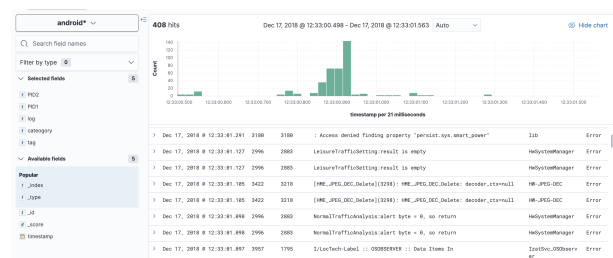 android*
408 hits
Dec 17, 2018 @ 12:33:00.498 - Dec 17, 2018 @ 12:33:01.563
Auto
Hide chart
Search field names
Filter by type 0
Selected fields 5
t PID2
t PID1
t log
t cateogory
t tag
Available fields 5
Popular
t _index
t _type
t _id
# _score
timestamp
Count
140
120
100
80
60
40
20
0
12:33:00.500 12:33:00.600 12:33:00.700 12:33:00.800 12:33:00.900 12:33:01.000 12:33:01.100 12:33:01.200 12:33:01.300 12:33:01.400 12:33:01.500
timestamp per 21 milliseconds
> Dec 17, 2018 @ 12:33:01.291 3180 3180 : Access denied finding property "persist.sys.smart_power" lib Error
> Dec 17, 2018 @ 12:33:01.127 2996 2883 LeisureTrafficSetting:result is empty HwSystemManager Error
> Dec 17, 2018 @ 12:33:01.127 2996 2883 LeisureTrafficSetting:result is empty HwSystemManager Error
> Dec 17, 2018 @ 12:33:01.105 3422 3218 [HME_JPEG_DEC_Delete](3298): HME_JPEG_DEC_Delete: decoder_ctx=null HW-JPEG-DEC Error
> Dec 17, 2018 @ 12:33:01.105 3422 3218 [HME_JPEG_DEC_Delete](3298): HME_JPEG_DEC_Delete: decoder_ctx=null HW-JPEG-DEC Error
> Dec 17, 2018 @ 12:33:01.098 2996 2883 NormalTrafficAnalysis:alert byte = 0, so return HwSystemManager Error
> Dec 17, 2018 @ 12:33:01.098 2996 2883 NormalTrafficAnalysis:alert byte = 0, so return HwSystemManager Error
> Dec 17, 2018 @ 12:33:01.097 3957 1795 I/LocTech-Label :: OSOBSERVER :: Data Items In IzatSvc_OSObserv Error
er